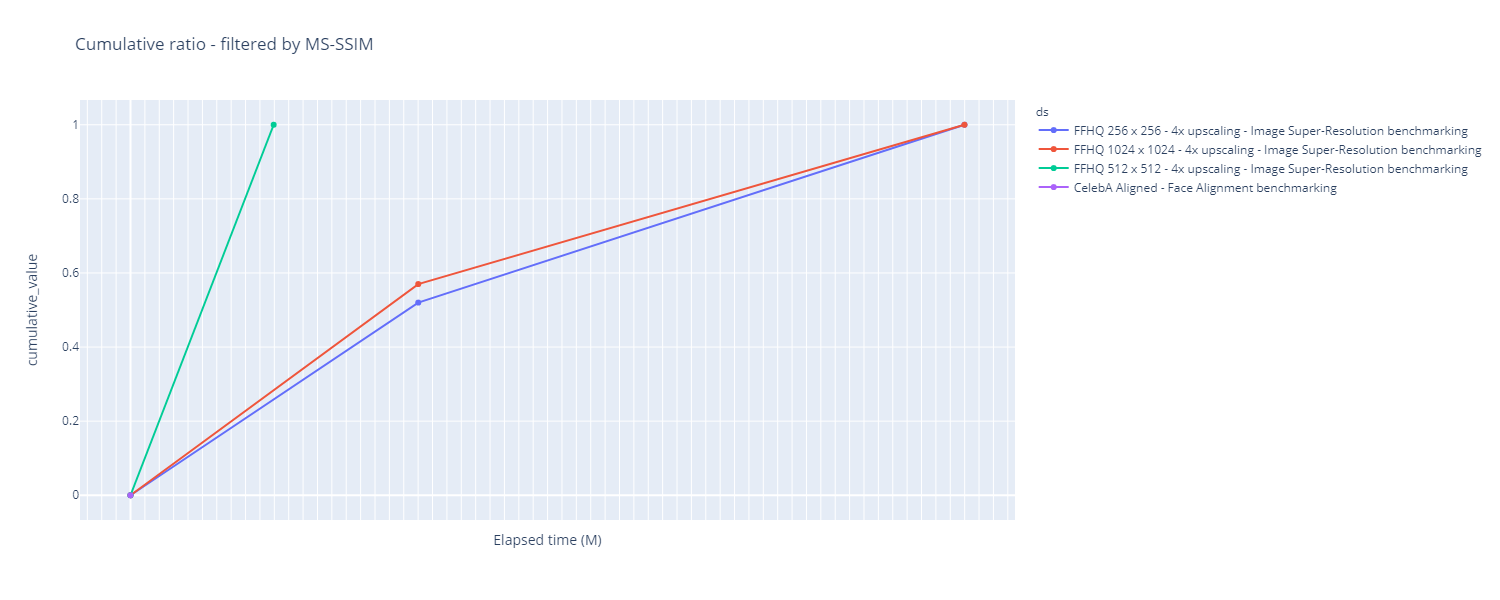 Cumulative ratio - filtered by MS-SSIM
ds
FFHQ 256 x 256 - 4x upscaling - Image Super-Resolution benchmarking
FFHQ 1024 x 1024 - 4x upscaling - Image Super-Resolution benchmarking
FFHQ 512 x 512 - 4x upscaling - Image Super-Resolution benchmarking
CelebA Aligned - Face Alignment benchmarking
cumulative_value
1
0.8
0.6
0.4
0.2
0
Elapsed time (M)